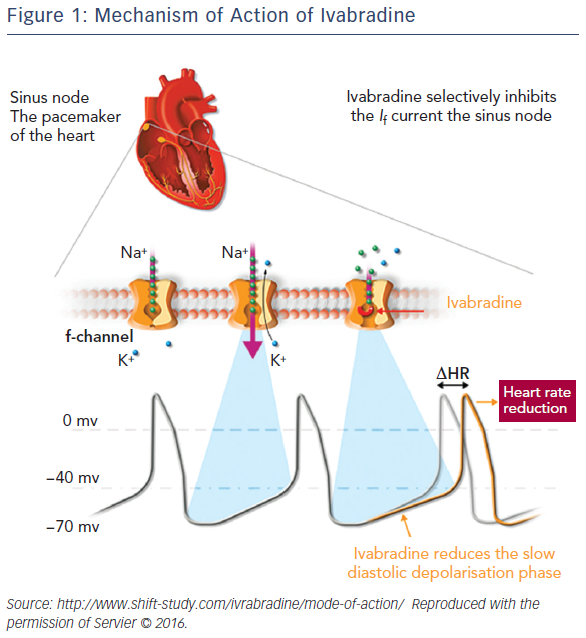 Figure 1: Mechanism of Action of Ivabradine
Sinus node
The pacemaker
of the heart
Ivabradine selectively inhibits
the If current the sinus node
Na+
Na+
Ivabradine
f-channel
K+
K+
ΔHR
Heart rate
reduction
0 mv
−40 mv
−70 mv
Ivabradine reduces the slow
diastolic depolarisation phase
Source: http://www.shift-study.com/ivrabradine/mode-of-action/ Reproduced with the
permission of Servier © 2016.